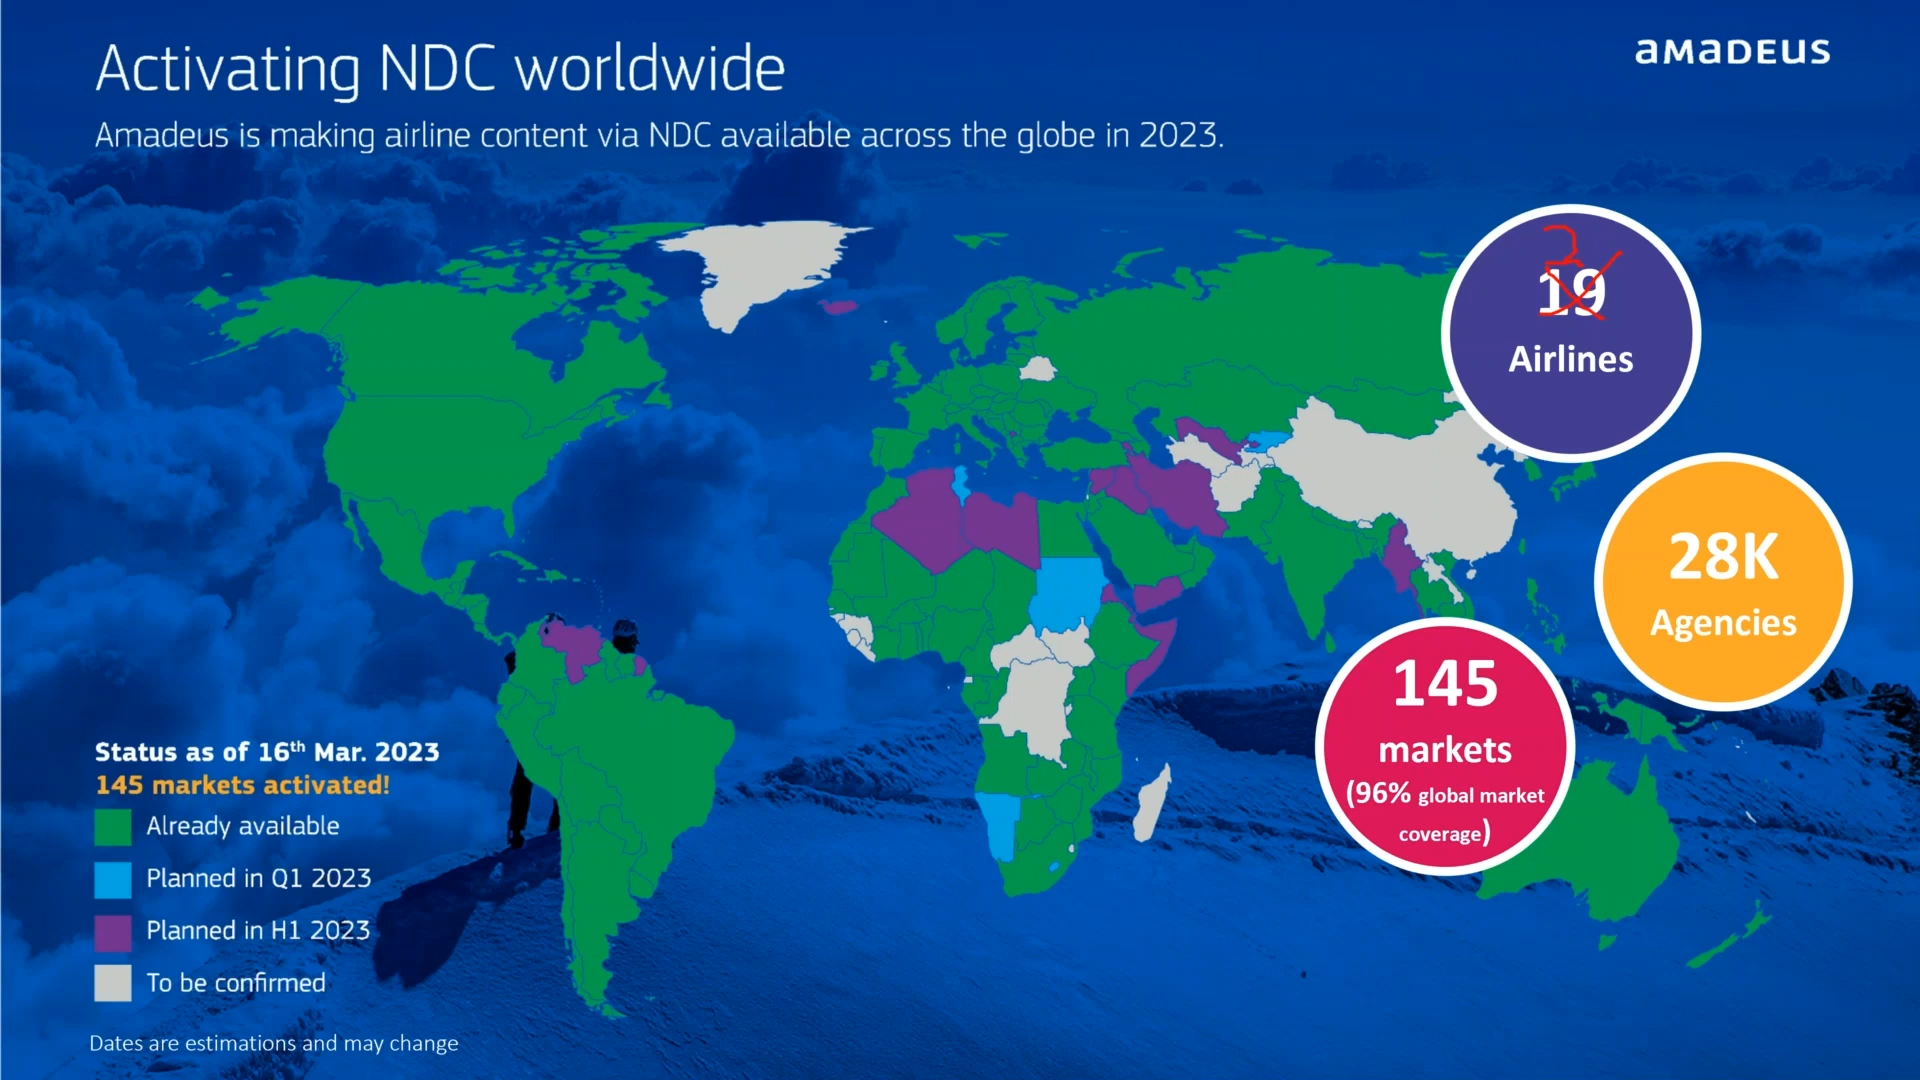 Activating NDC worldwide
Amadeus is making airline content via NDC available across the globe in 2023.
aMaDEUS
19
Airlines
28K
Agencies
145
markets
(96% global market
coverage)
Status as of 16th Mar. 2023
145 markets activated!
Already available
Planned in Q1 2023
Planned in H1 2023
To be confirmed
Dates are estimations and may change